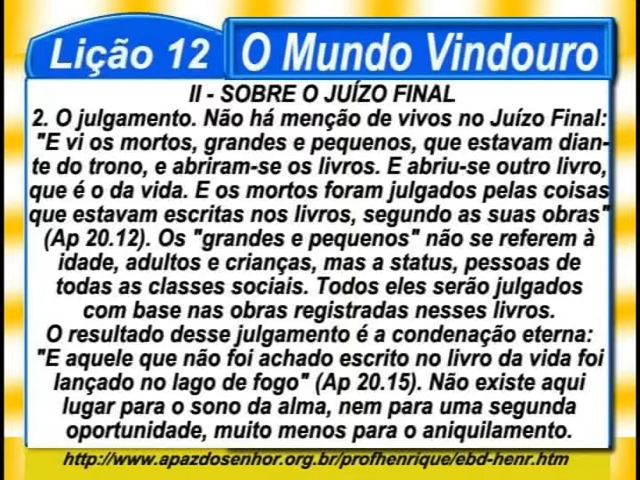 Lição 12
O Mundo Vindouro
II - SOBRE O JUÍZO FINAL
2. O julgamento. Não há menção de vivos no Juízo Final:
"E vi os mortos, grandes e pequenos, que estavam dian-
te do trono, e abriram-se os livros. E abriu-se outro livro,
que é o da vida. E os mortos foram julgados pelas coisas
que estavam escritas nos livros, segundo as suas obras"
(Ap 20.12). Os "grandes e pequenos" não se referem à
idade, adultos e crianças, mas a status, pessoas de
todas as classes sociais. Todos eles serão julgados
com base nas obras registradas nesses livros.
O resultado desse julgamento é a condenação eterna:
"E aquele que não foi achado escrito no livro da vida foi
lançado no lago de fogo" (Ap 20.15). Não existe aqui
lugar para o sono da alma, nem para uma segunda
oportunidade, muito menos para o aniquilamento.
http://www.apazdosenhor.org.br/profhenrique/ebd-henr.htm